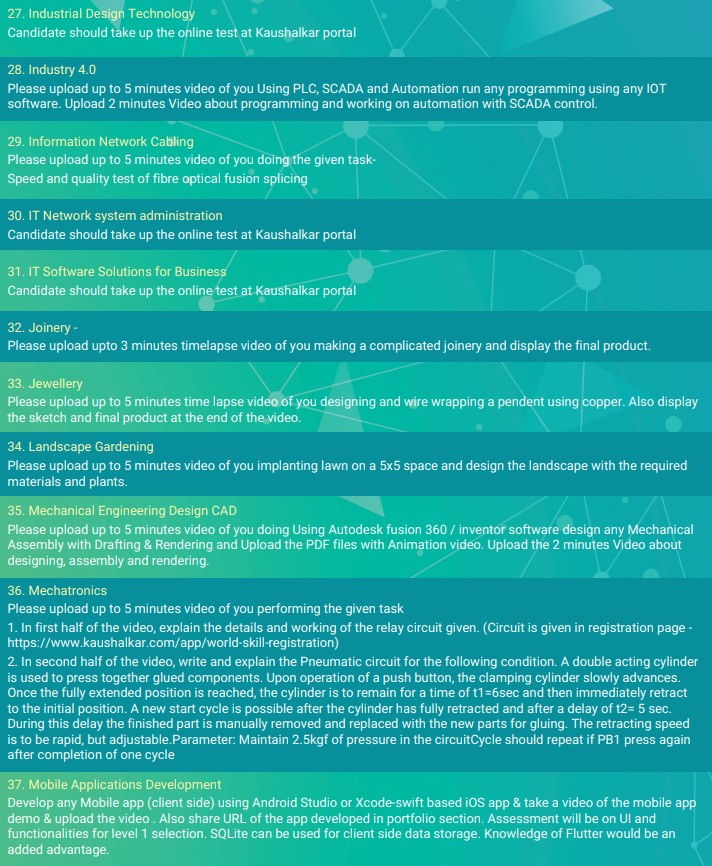 27. Industrial Design Technology
Candidate should take up the online test at Kaushalkar portal
28. Industry 4.0
Please upload up to 5 minutes video of you Using PLC, SCADA and Automation run any programming using any IOT
software. Upload 2 minutes Video about programming and working on automation with SCADA control.
29. Information Network Cabling
Please upload up to 5 minutes video of you doing the given task-
Speed and quality test of fibre optical fusion splicing
30. IT Network system administration
Candidate should take up the online test at Kaushalkar portal
31. IT Software Solutions for Business
Candidate should take up the online test at Kaushalkar portal
32. Joinery -
Please upload upto 3 minutes timelapse video of you making a complicated joinery and display the final product.
33. Jewellery
Please upload up to 5 minutes time lapse video of you designing and wire wrapping a pendent using copper. Also display
the sketch and final product at the end of the video.
34. Landscape Gardening
Please upload up to 5 minutes video of you implanting lawn on a 5x5 space and design the landscape with the required
materials and plants.
35. Mechanical Engineering Design CAD
Please upload up to 5 minutes video of you doing Using Autodesk fusion 360 / inventor software design any Mechanical
Assembly with Drafting & Rendering and Upload the PDF files with Animation video. Upload the 2 minutes Video about
designing, assembly and rendering.
36. Mechatronics
Please upload up to 5 minutes video of you performing the given task
1. In first half of the video, explain the details and working of the relay circuit given. (Circuit is given in registration page -
https://www.kaushalkar.com/app/world-skill-registration)
2. In second half of the video, write and explain the Pneumatic circuit for the following condition. A double acting cylinder
is used to press together glued components. Upon operation of a push button, the clamping cylinder slowly advances.
Once the fully extended position is reached, the cylinder is to remain for a time of t1=6sec and then immediately retract
to the initial position. A new start cycle is possible after the cylinder has fully retracted and after a delay of t2= 5 sec.
During this delay the finished part is manually removed and replaced with the new parts for gluing. The retracting speed
is to be rapid, but adjustable.Parameter: Maintain 2.5kgf of pressure in the circuitCycle should repeat if PB1 press again
after completion of one cycle
37. Mobile Applications Development
Develop any Mobile app (client side) using Android Studio or Xcode-swift based iOS app & take a video of the mobile app
demo & upload the video . Also share URL of the app developed in portfolio section. Assessment will be on UI and
functionalities for level 1 selection. SQLite can be used for client side data storage. Knowledge of Flutter would be an
added advantage.